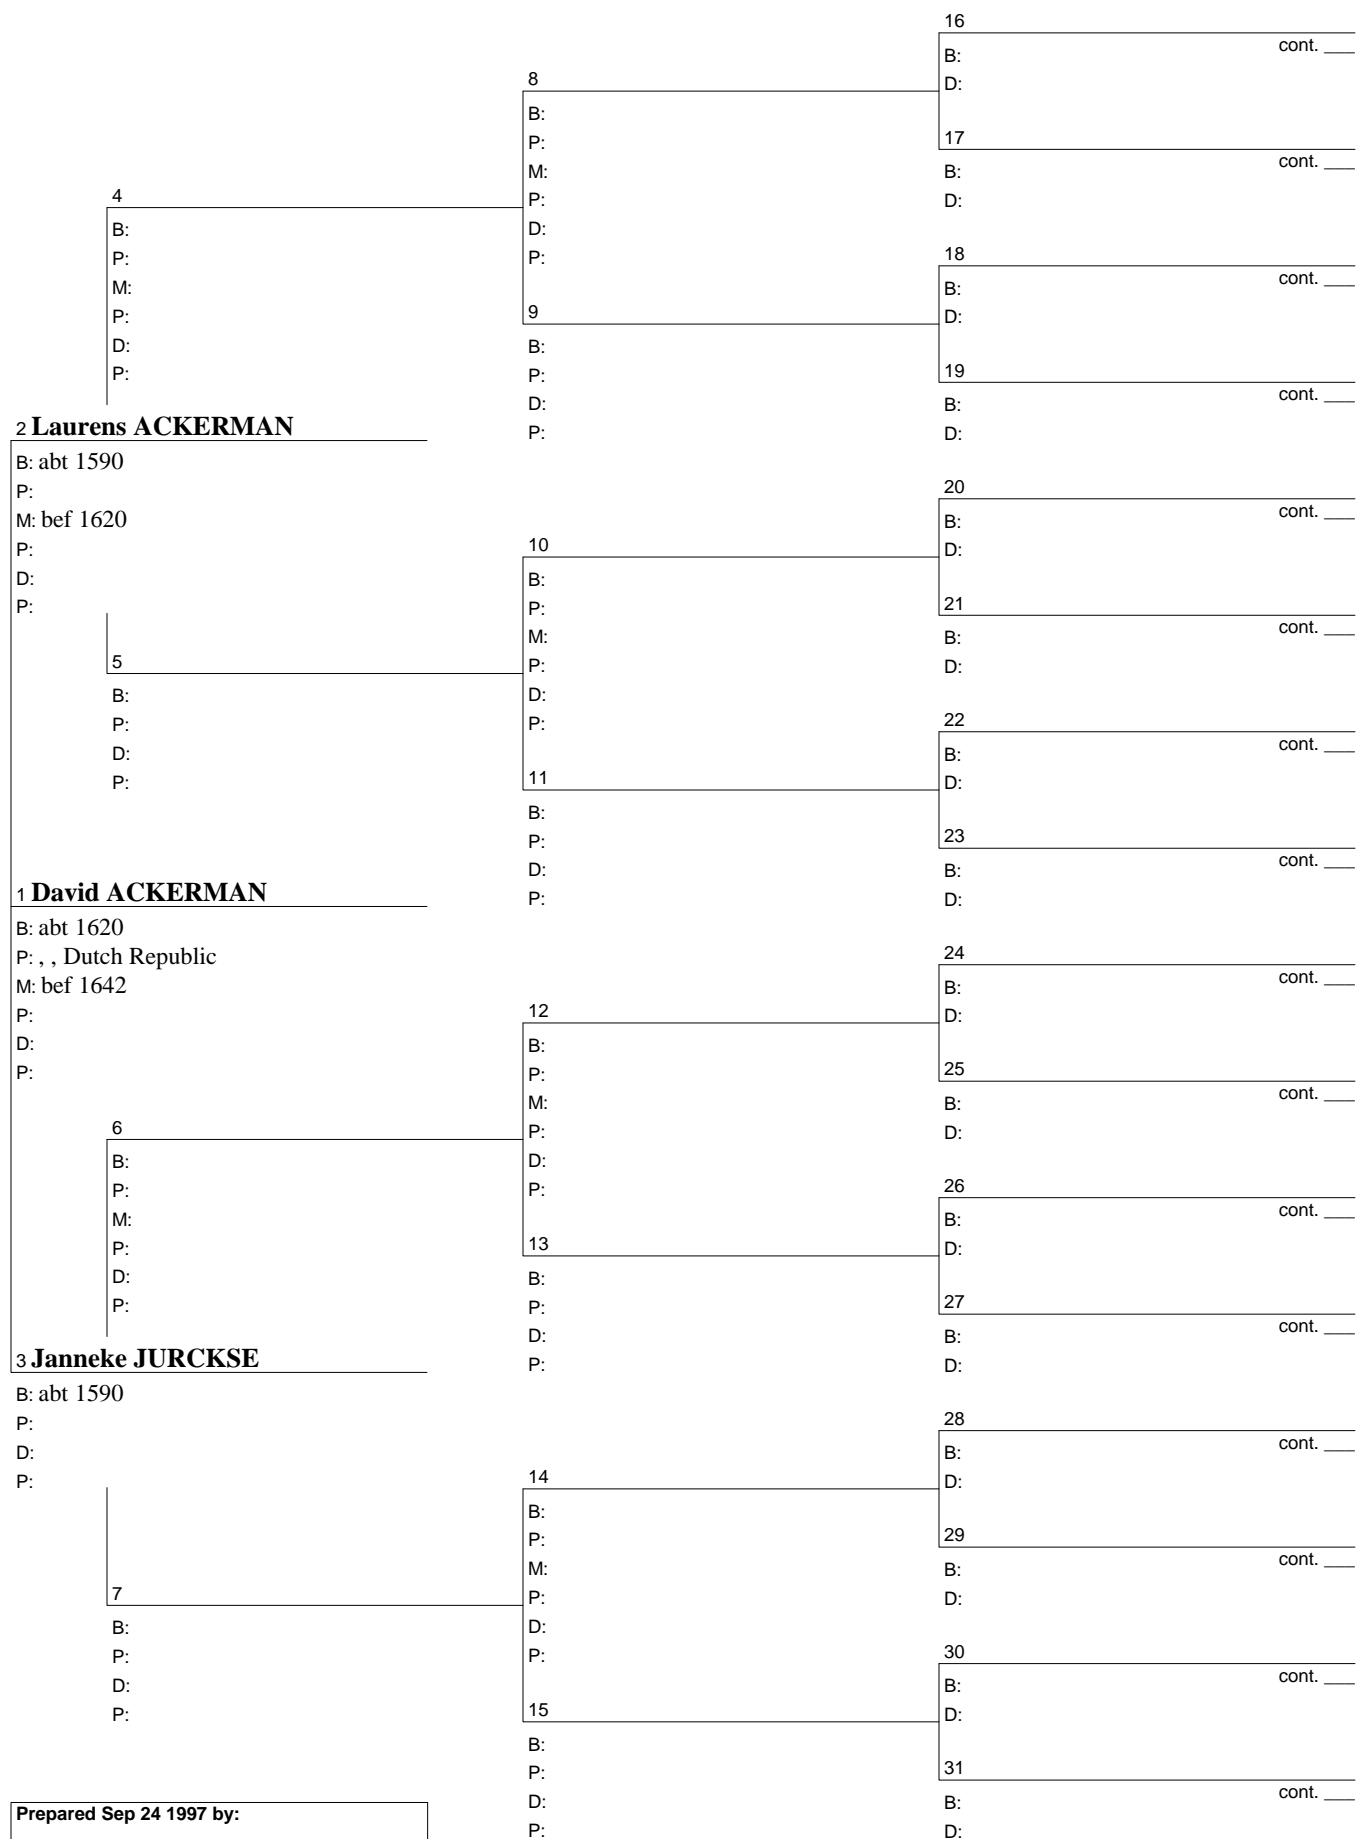 16
cont. ___
B:
D:
8
B:
P:
M:
P:
D:
P:
17
cont. ___
B:
D:
4
B:
P:
M:
P:
D:
P:
18
cont. ___
B:
D:
9
B:
P:
D:
P:
19
cont. ___
B:
D:
2 Laurens ACKERMAN
B: abt 1590
P:
M: bef 1620
P:
D:
P:
20
cont. ___
B:
D:
10
B:
P:
M:
P:
D:
P:
21
cont. ___
B:
D:
5
B:
P:
D:
P:
22
cont. ___
B:
D:
11
B:
P:
D:
P:
23
cont. ___
B:
D:
1 David ACKERMAN
B: abt 1620
P: , , Dutch Republic
M: bef 1642
P:
D:
P:
24
cont. ___
B:
D:
12
B:
P:
M:
P:
D:
P:
25
cont. ___
B:
D:
6
B:
P:
M:
P:
D:
P:
26
cont. ___
B:
D:
13
B:
P:
D:
P:
27
cont. ___
B:
D:
3 Janneke JURCKSE
B: abt 1590
P:
D:
P:
28
cont. ___
B:
D:
14
B:
P:
M:
P:
D:
P:
29
cont. ___
B:
D:
7
B:
P:
D:
P:
30
cont. ___
B:
D:
15
B:
P:
D:
P:
31
cont. ___
B:
D:
Prepared Sep 24 1997 by: